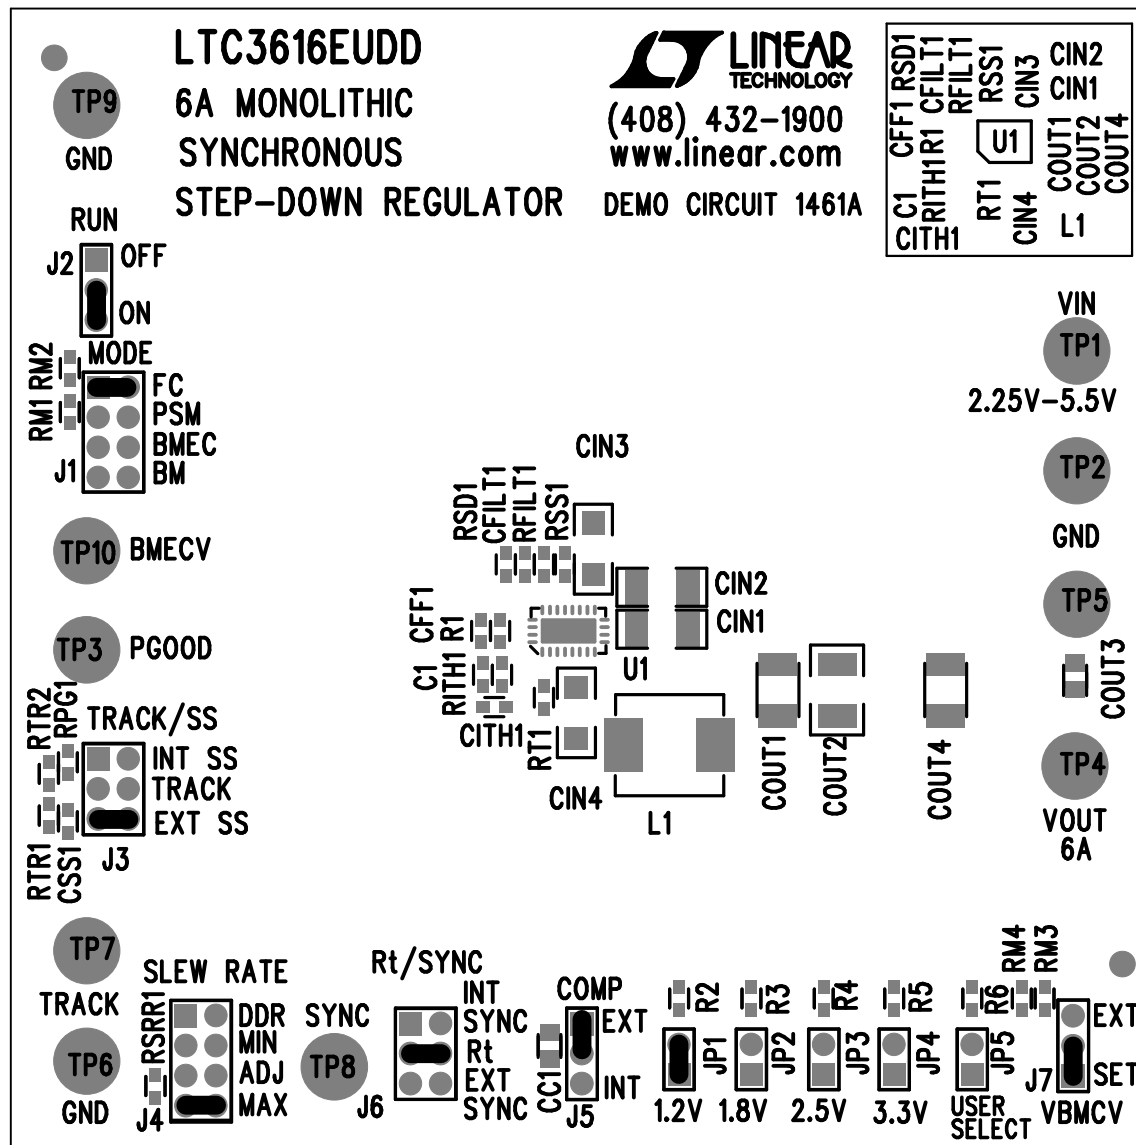 LTC3616EUDD
6A MONOLITHIC
SYNCHRONOUS
STEP-DOWN REGULATOR
LINEAR
TECHNOLOGY
(408) 432-1900
www.linear.com
DEMO CIRCUIT 1461A
CFF1 RSD1
CFILT1
RFILT1
RSS1
CIN3
CIN2
CIN1
C1
RITH1 R1
CITH1
U1
RT1
CIN4
COUT1
COUT2
COUT4
L1
TP9
GND
RUN
J2
OFF
ON
MODE
RM2
RM1
FC
PSM
BMEC
BM
J1
TP10 BMECV
TP3 PGOOD
RTR2
RPG1
TRACK/SS
INT SS
TRACK
EXT SS
RTR1
CSS1
J3
VIN
TP1
2.25V-5.5V
TP2
GND
TP5
COUT3
TP4
VOUT
6A
CIN3
RSD1
CFILT1
RFILT1
RSS1
CIN2
CIN1
CFF1
R1
U1
C1
RITH1
CITH1
RT1
CIN4
L1
COUT1
COUT2
COUT4
TP7
TRACK
TP6
GND
SLEW RATE
RSRR1
DDR
MIN
ADJ
MAX
J4
SYNC
TP8
Rt/SYNC
INT
SYNC
Rt
EXT
SYNC
J6
COMP
EXT
INT
CC1
J5
R2
JP1
1.2V
R3
JP2
1.8V
R4
JP3
2.5V
R5
JP4
3.3V
R6
JP5
USER
SELECT
RM4
RM3
EXT
SET
J7
VBMCV